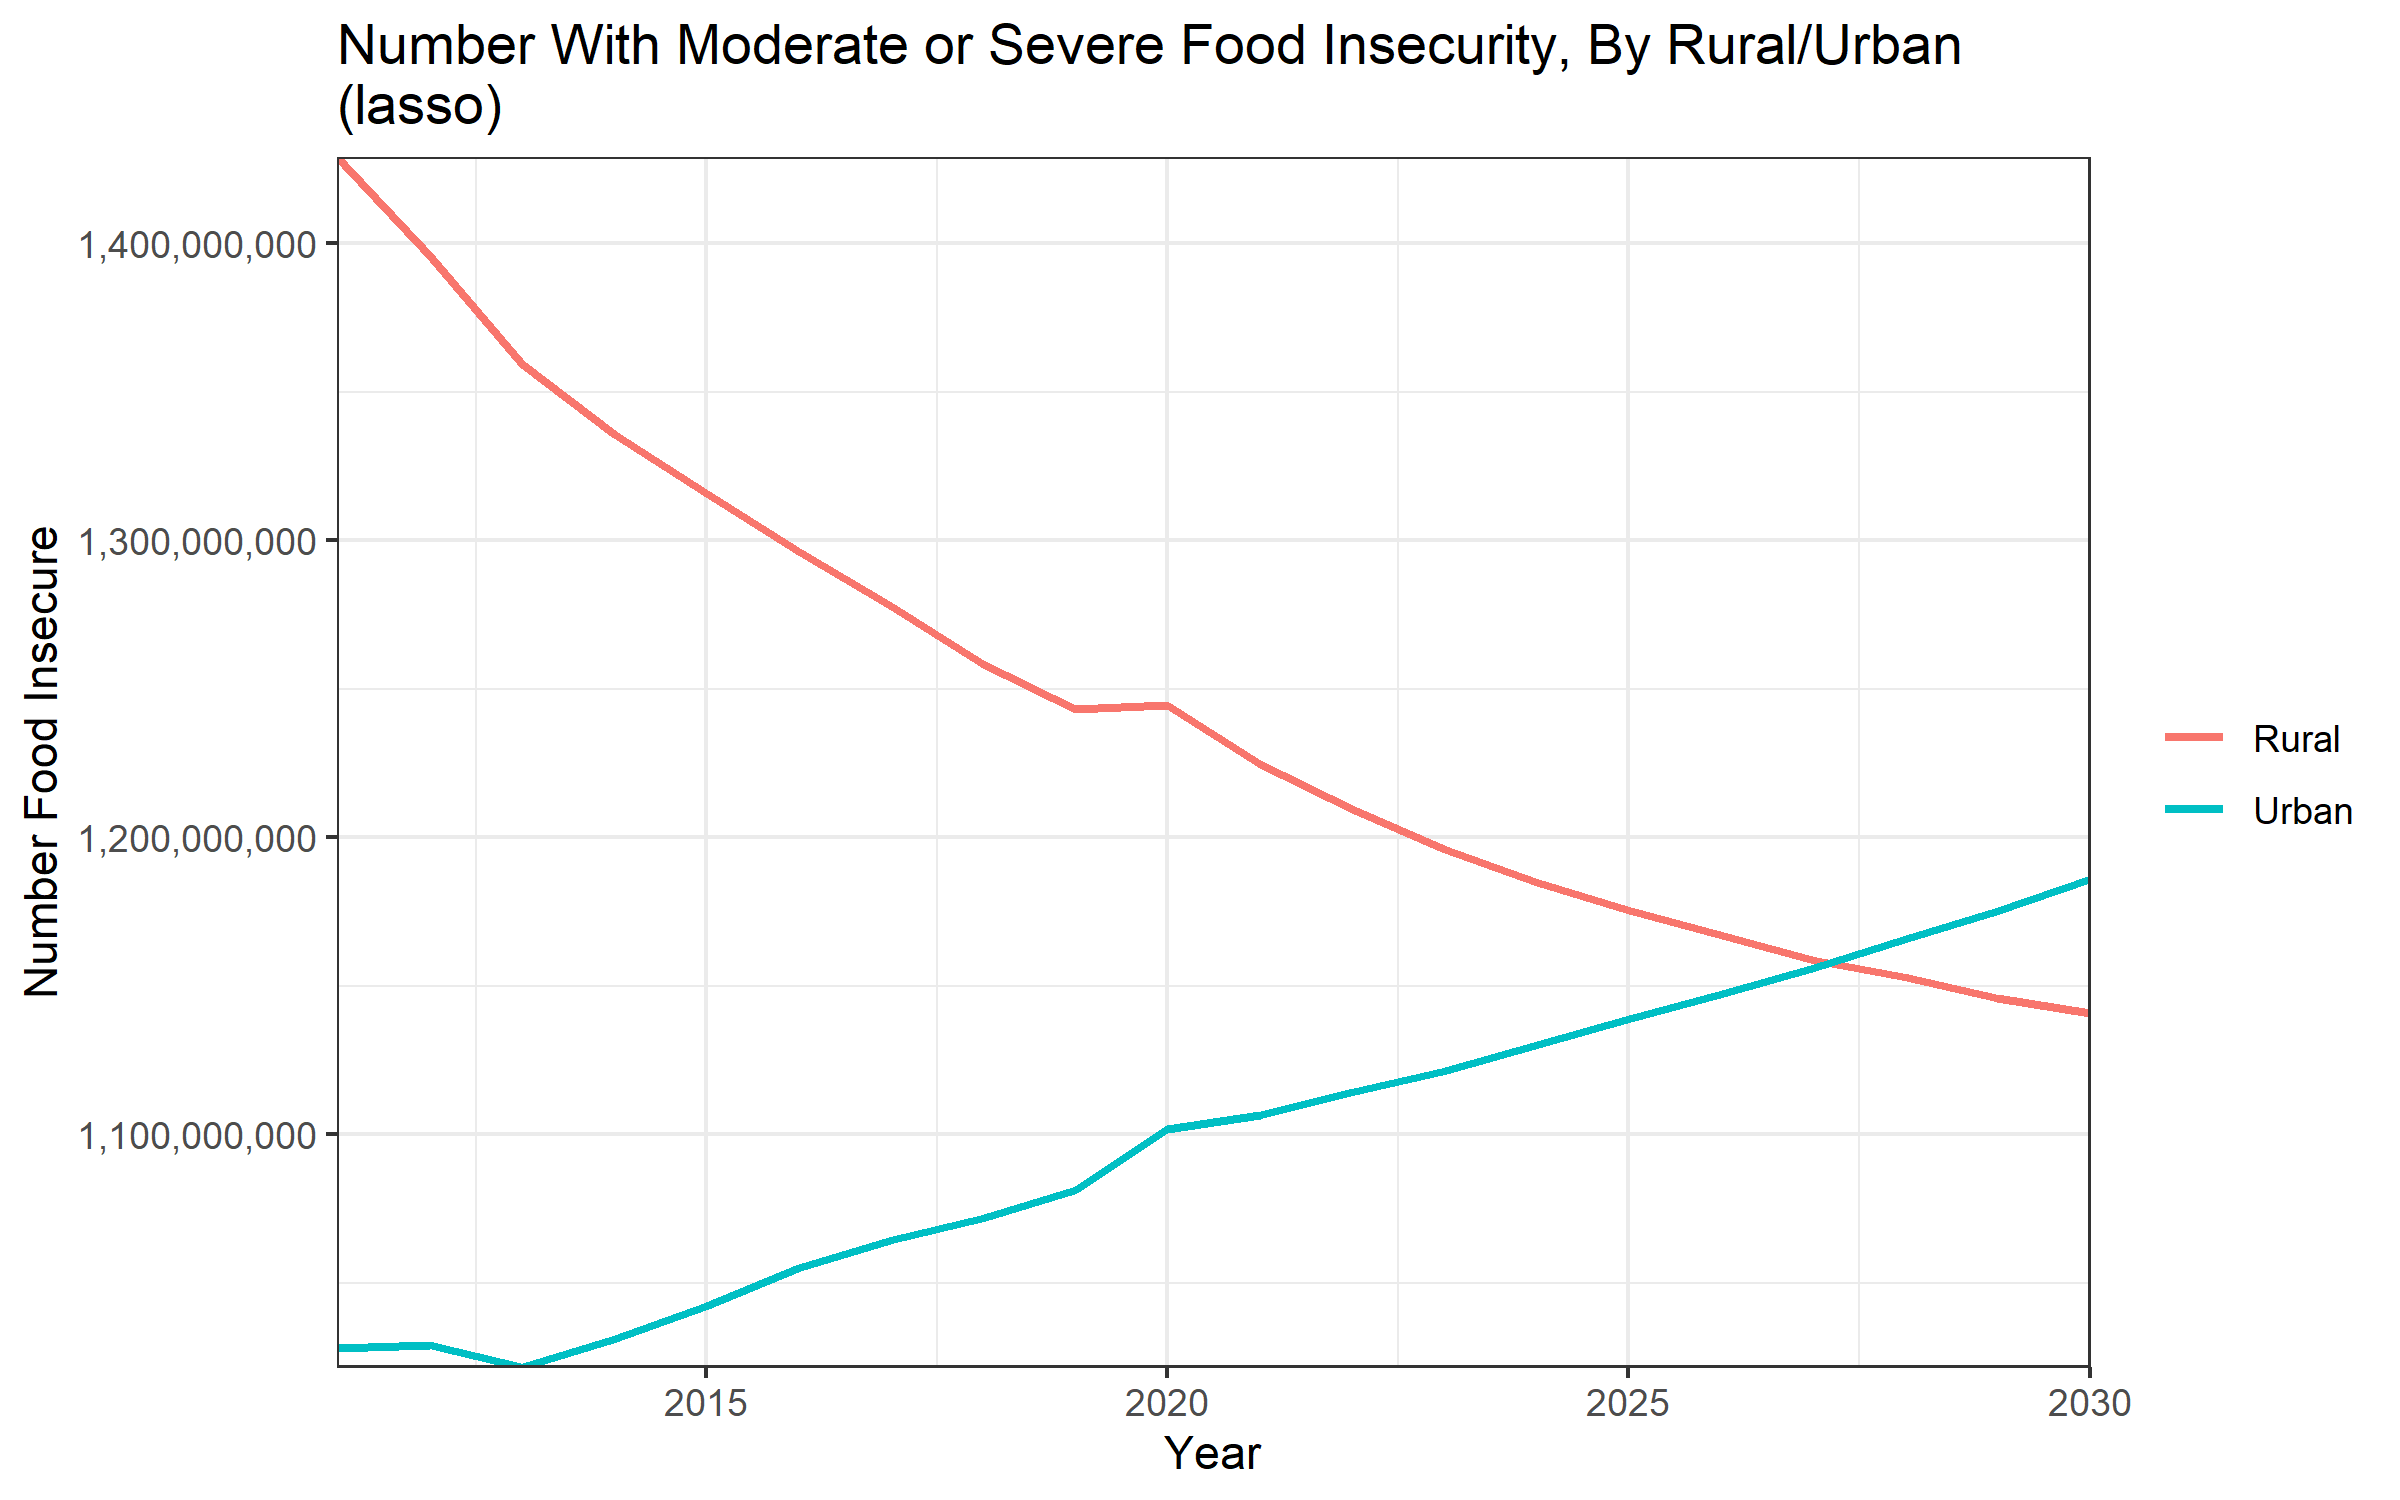 Number With Moderate or Severe Food Insecurity, By Rural/Urban
(lasso)
Number Food Insecure
1,400,000,000
1,300,000,000
1,200,000,000
1,100,000,000
2015
2020
2025
2030
Year
Rural
Urban